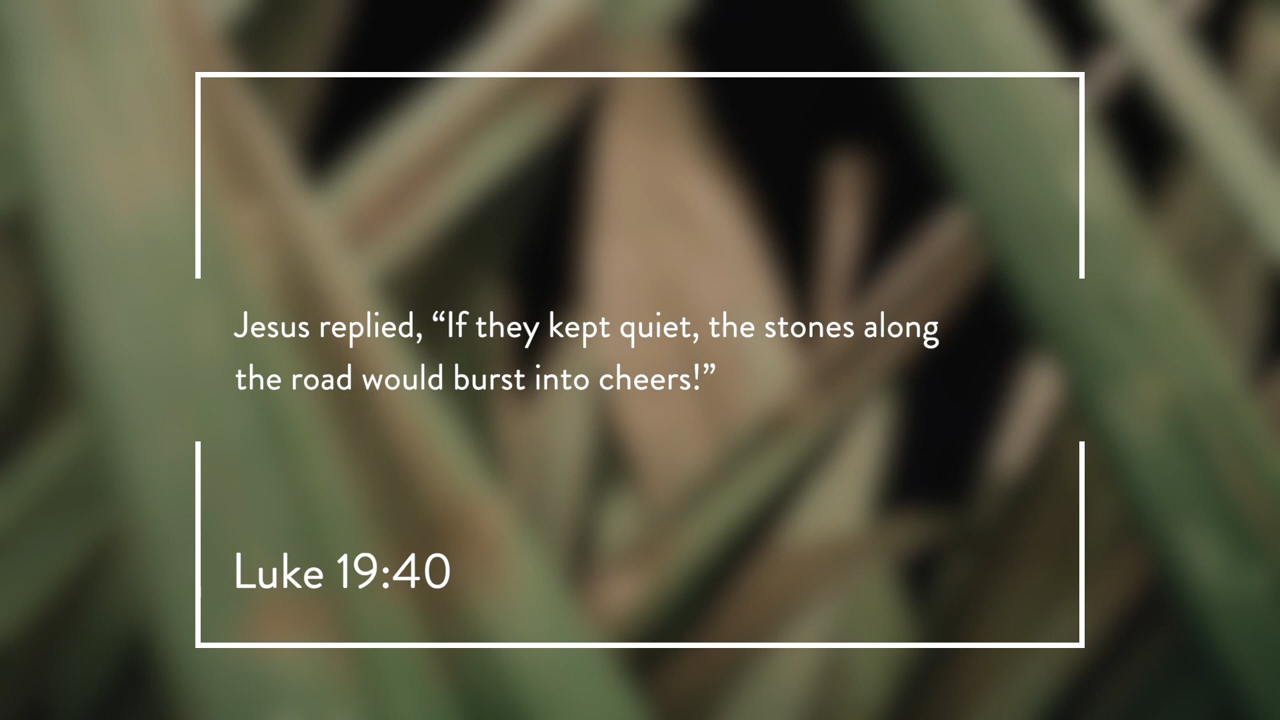 Jesus replied, “If they kept quiet, the stones along
the road would burst into cheers!”
Luke 19:40